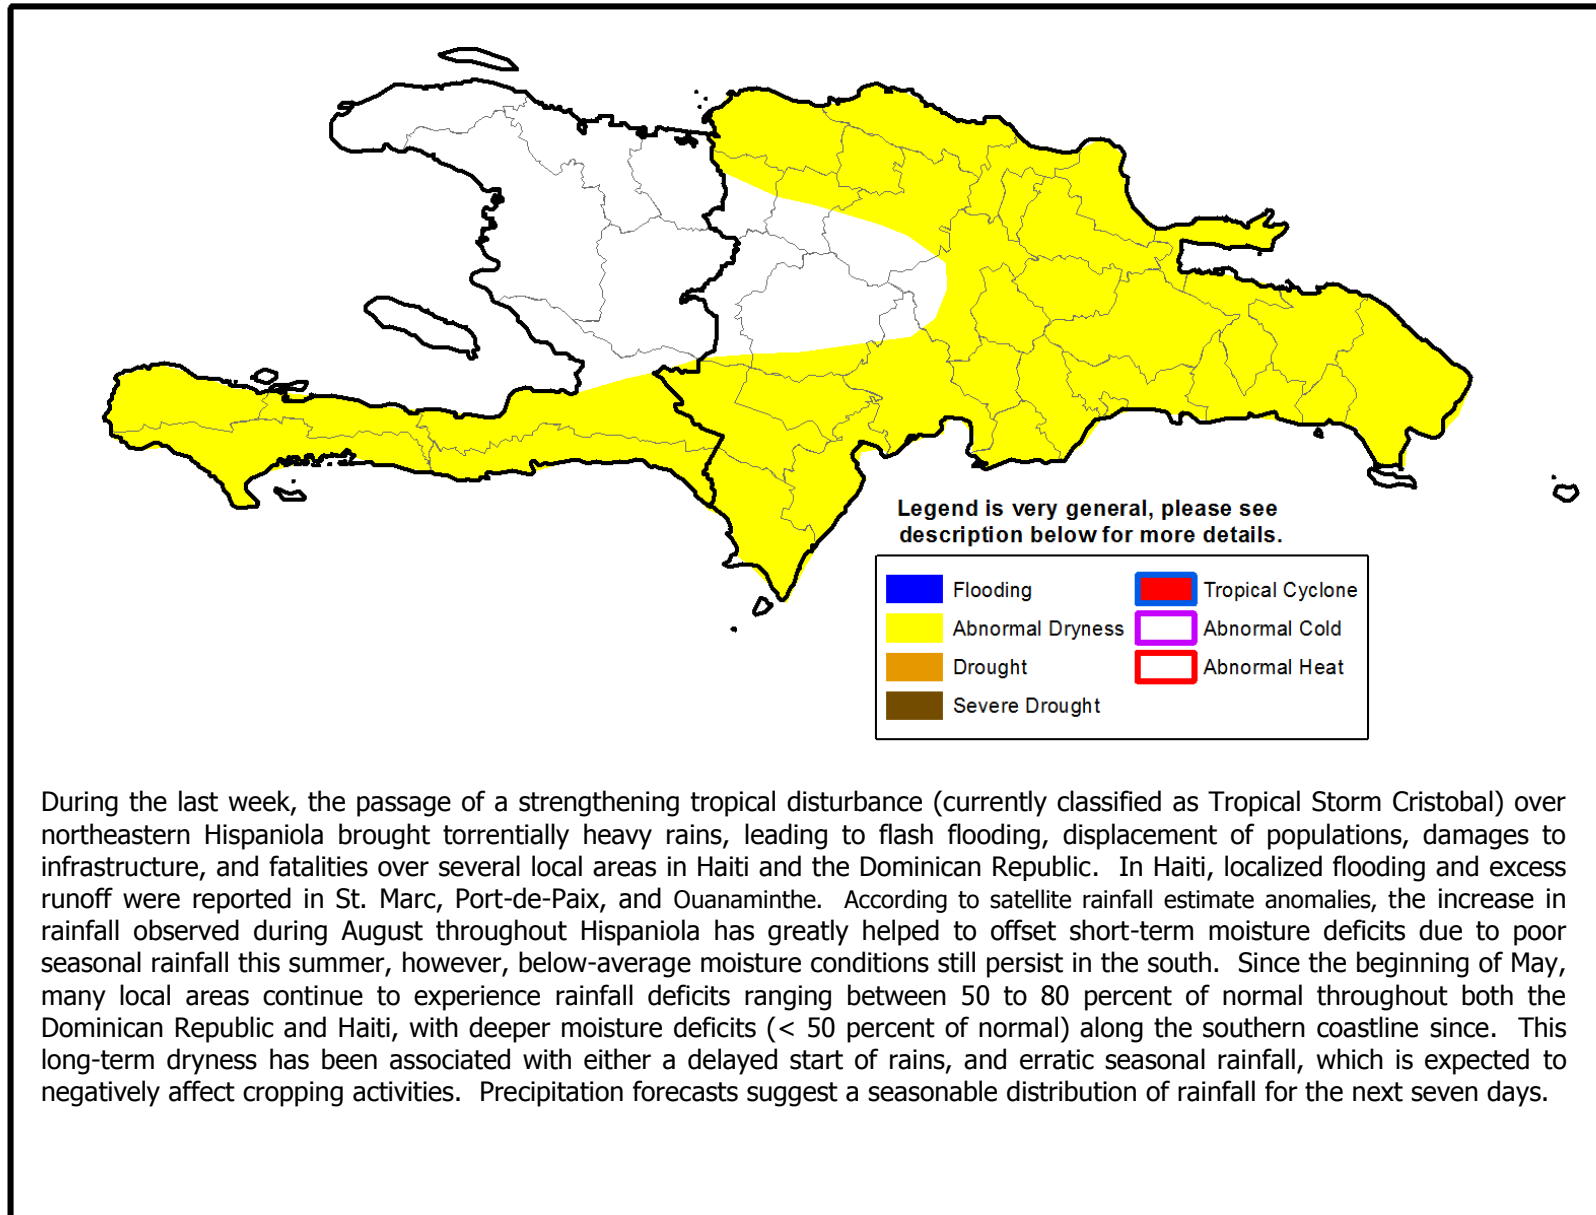 Legend is very general, please see
description below for more details.
Flooding
Abnormal Dryness
Drought
Severe Drought
Tropical Cyclone
Abnormal Cold
Abnormal Heat
During the last week, the passage of a strengthening tropical disturbance (currently classified as Tropical Storm Cristobal) over
northeastern Hispaniola brought torrentially heavy rains, leading to flash flooding, displacement of populations, damages to
infrastructure, and fatalities over several local areas in Haiti and the Dominican Republic. In Haiti, localized flooding and excess
runoff were reported in St. Marc, Port-de-Paix, and Ouanaminthe. According to satellite rainfall estimate anomalies, the increase in
rainfall observed during August throughout Hispaniola has greatly helped to offset short-term moisture deficits due to poor
seasonal rainfall this summer, however, below-average moisture conditions still persist in the south. Since the beginning of May,
many local areas continue to experience rainfall deficits ranging between 50 to 80 percent of normal throughout both the
Dominican Republic and Haiti, with deeper moisture deficits (< 50 percent of normal) along the southern coastline since. This
long-term dryness has been associated with either a delayed start of rains, and erratic seasonal rainfall, which is expected to
negatively affect cropping activities. Precipitation forecasts suggest a seasonable distribution of rainfall for the next seven days.